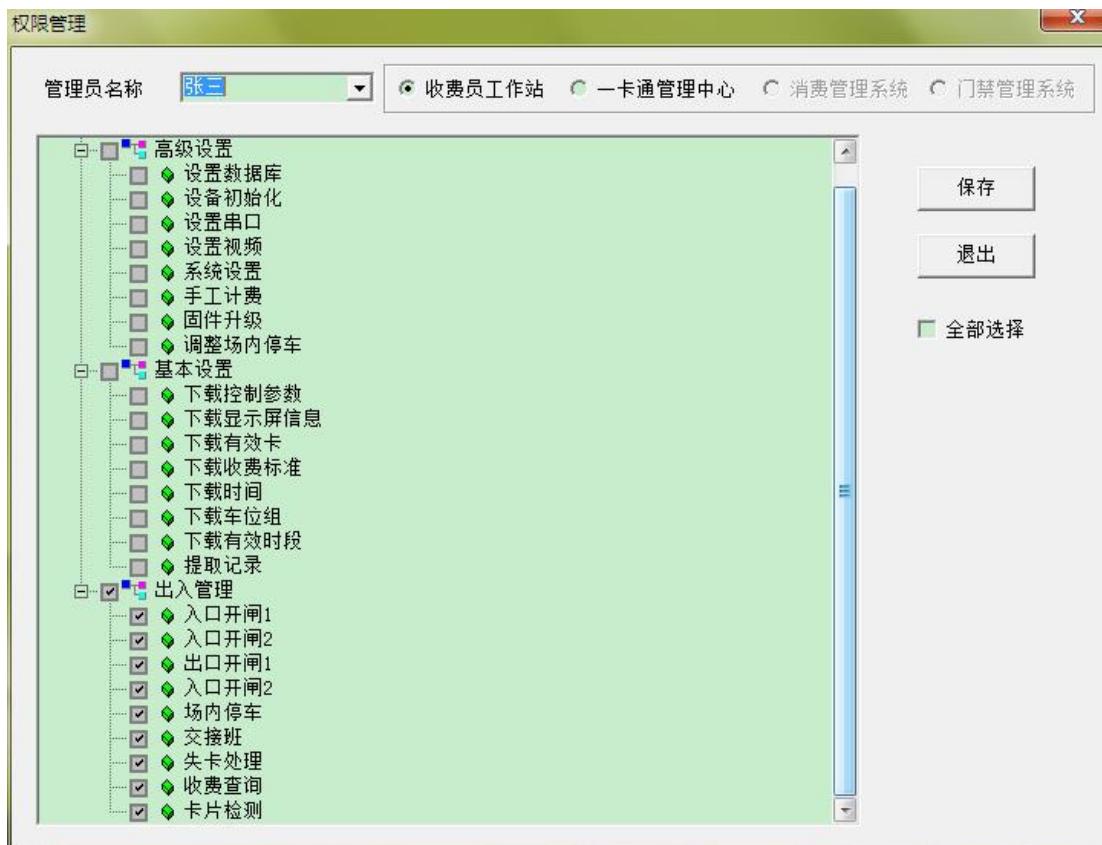 权限管理
管理员名称 张三 收费员工作站 一卡通管理中心 消费管理系统 门禁管理系统
高级设置
设置数据库
设备初始化
设置串口
设置视频
系统设置
手工计费
固件升级
调整场内停车
基本设置
下载控制参数
下载显示屏信息
下载有效卡
下载收费标准
下载时间
下载车位组
下载有效时段
提取记录
出入管理
入口开闸1
入口开闸2
出口开闸1
入口开闸2
场内停车
交接班
失卡处理
收费查询
卡片检测
保存
退出
全部选择